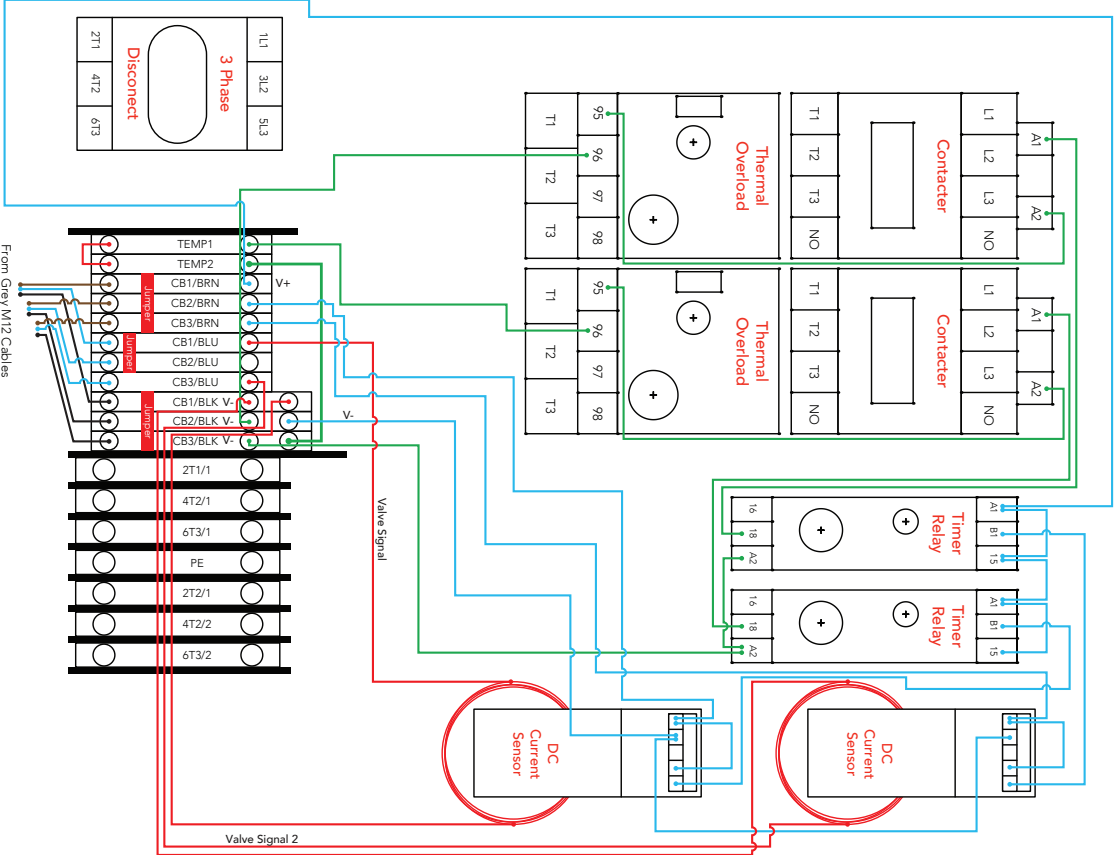 2T1
4T2
6T3
Disconect
3 Phase
1L1
3L2
5L3
T1
T2
T3
95
96
97
98
Thermal
Overload
T1
T2
T3
NO
Contacter
L1
L2
L3
NO
A1
A2
T1
T2
T3
95
96
97
98
Thermal
Overload
T1
T2
T3
NO
Contacter
L1
L2
L3
NO
A1
A2
From Grey M12 Cables
TEMP1
TEMP2
CB1/BRN V+
CB2/BRN
CB3/BRN
Jumper
CB1/BLU
CB2/BLU
Jumper
CB3/BLU
CB1/BLK V-
CB2/BLK V-
CB3/BLK V-
Jumper
V-
2T1/1
4T2/1
6T3/1
PE
2T2/1
4T2/2
6T3/2
Valve Signal
16
18
A2
Timer
Relay
A1
B1
15
16
18
A2
Timer
Relay
A1
B1
15
DC
Current
Sensor
DC
Current
Sensor
Valve Signal 2